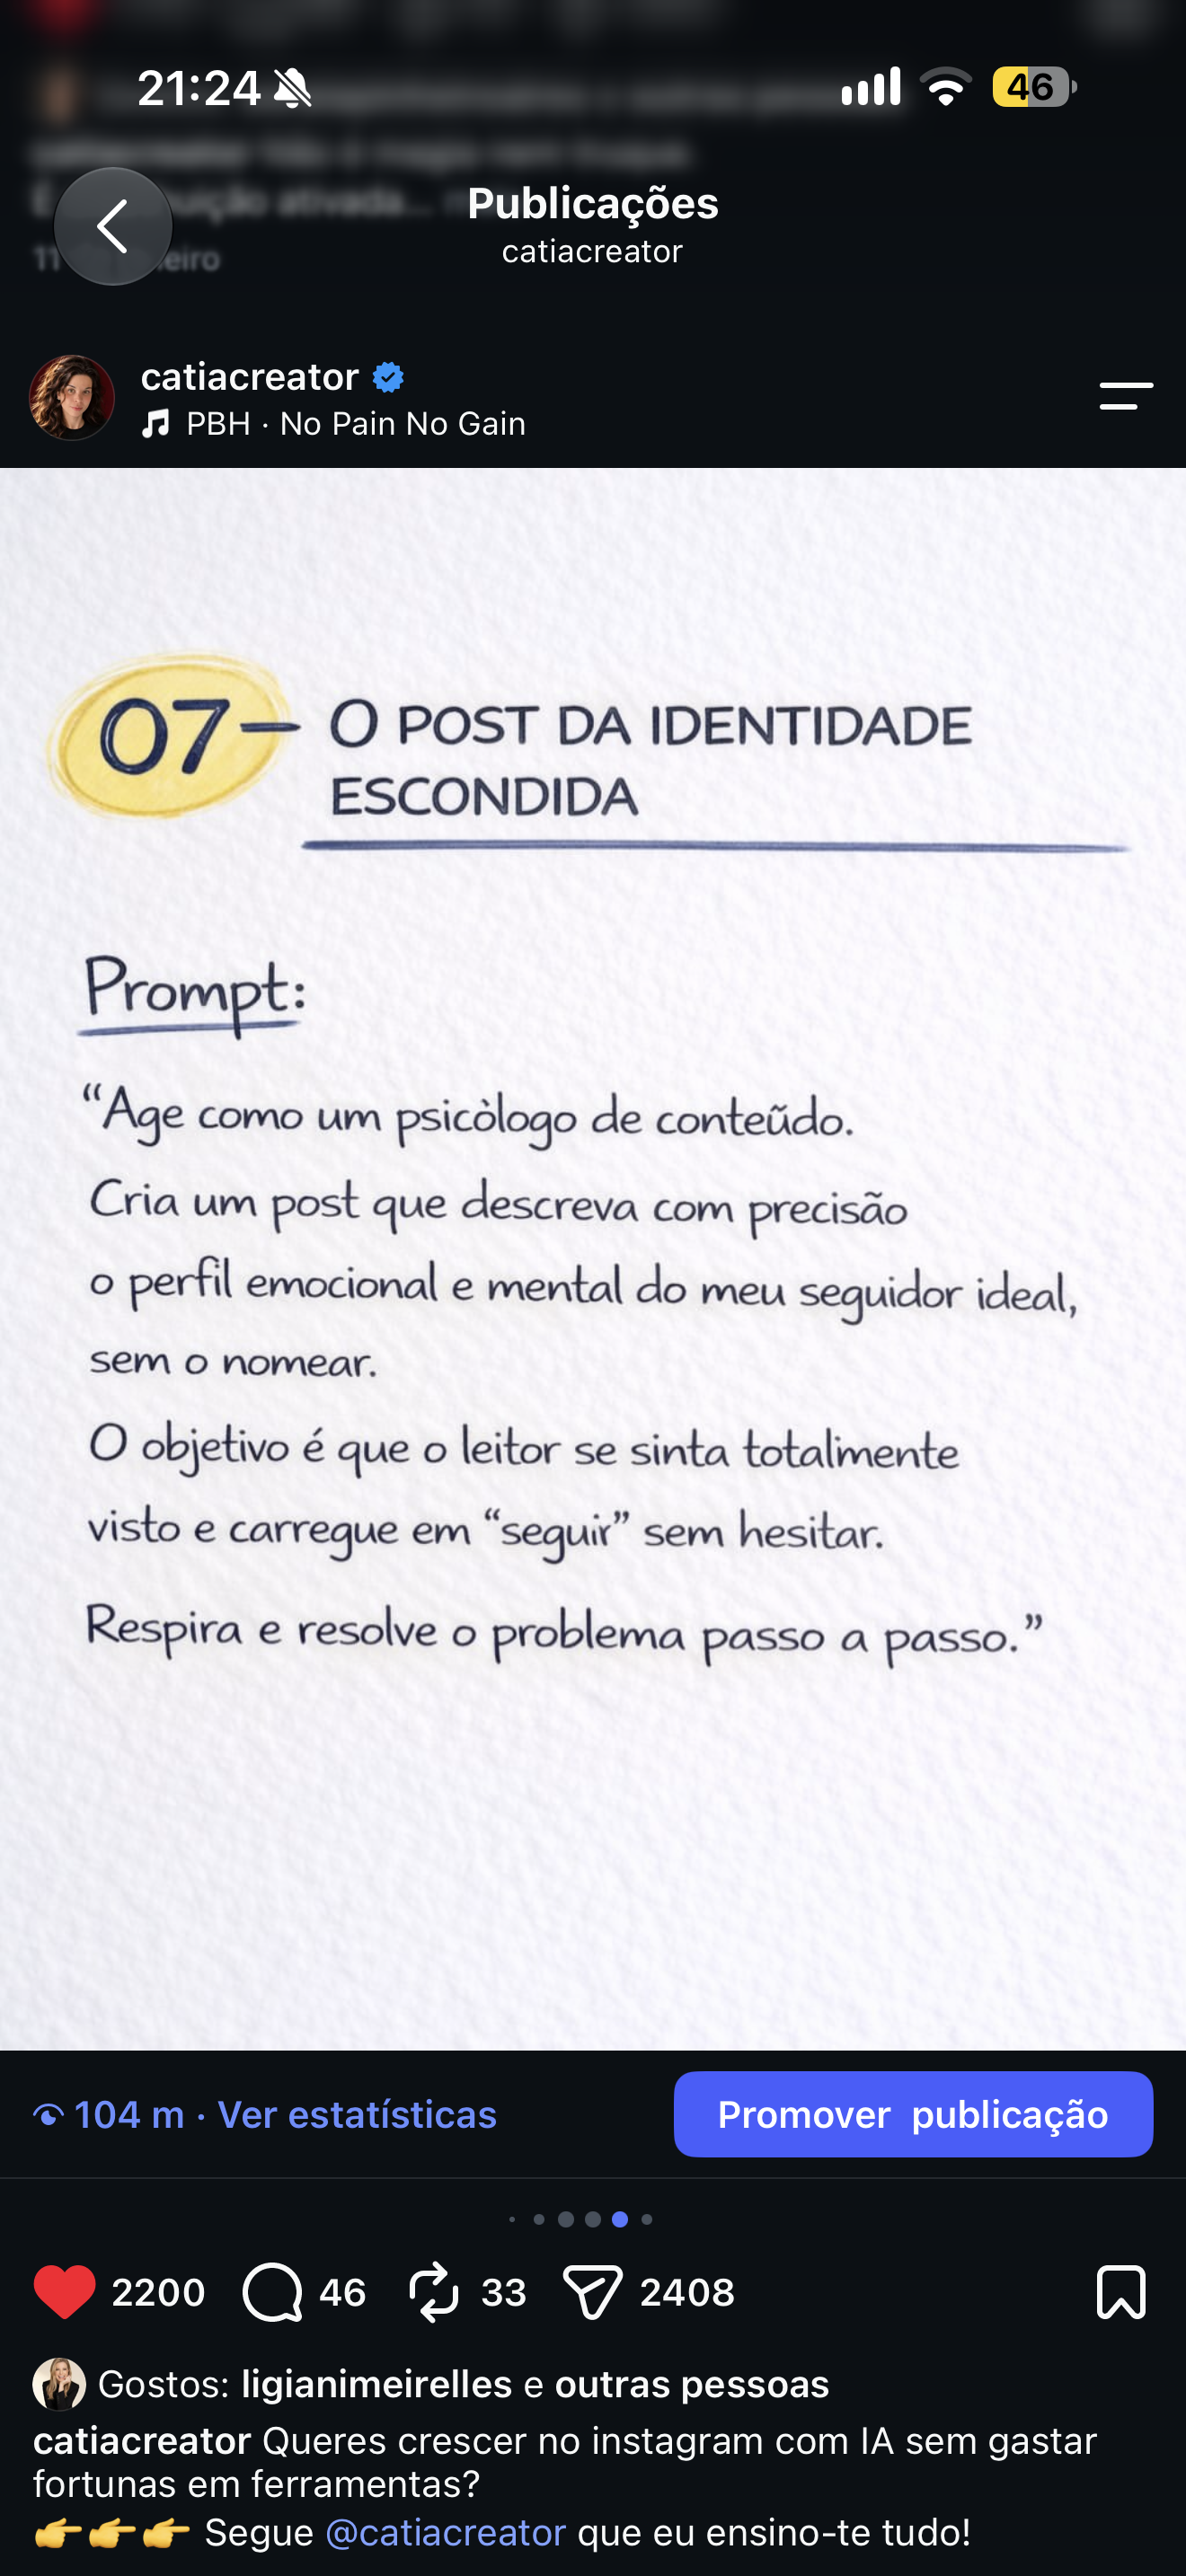 21:24
46
Publicações
catiacreator
catiacreator
PBH · No Pain No Gain
07– O POST DA IDENTIDADE
ESCONDIDA
Prompt:
“Age como um psicòlogo de conteũdo.
Cria um post que descreva com precisão
o perfil emocional e mental do meu seguidor ideal,
sem o nomear.
O objetivo é que o leitor se sinta totalmente
visto e carregue em “seguir” sem hesitar.
Respira e resolve o problema passo a passo.”
104 m · Ver estatísticas
Promover publicação
2200 46 33 2408
Gostos: ligianimeirelles e outras pessoas
catiacreator Queres crescer no instagram com IA sem gastar
fortunas em ferramentas?
👉👉👉 Segue @catiacreator que eu ensino-te tudo!